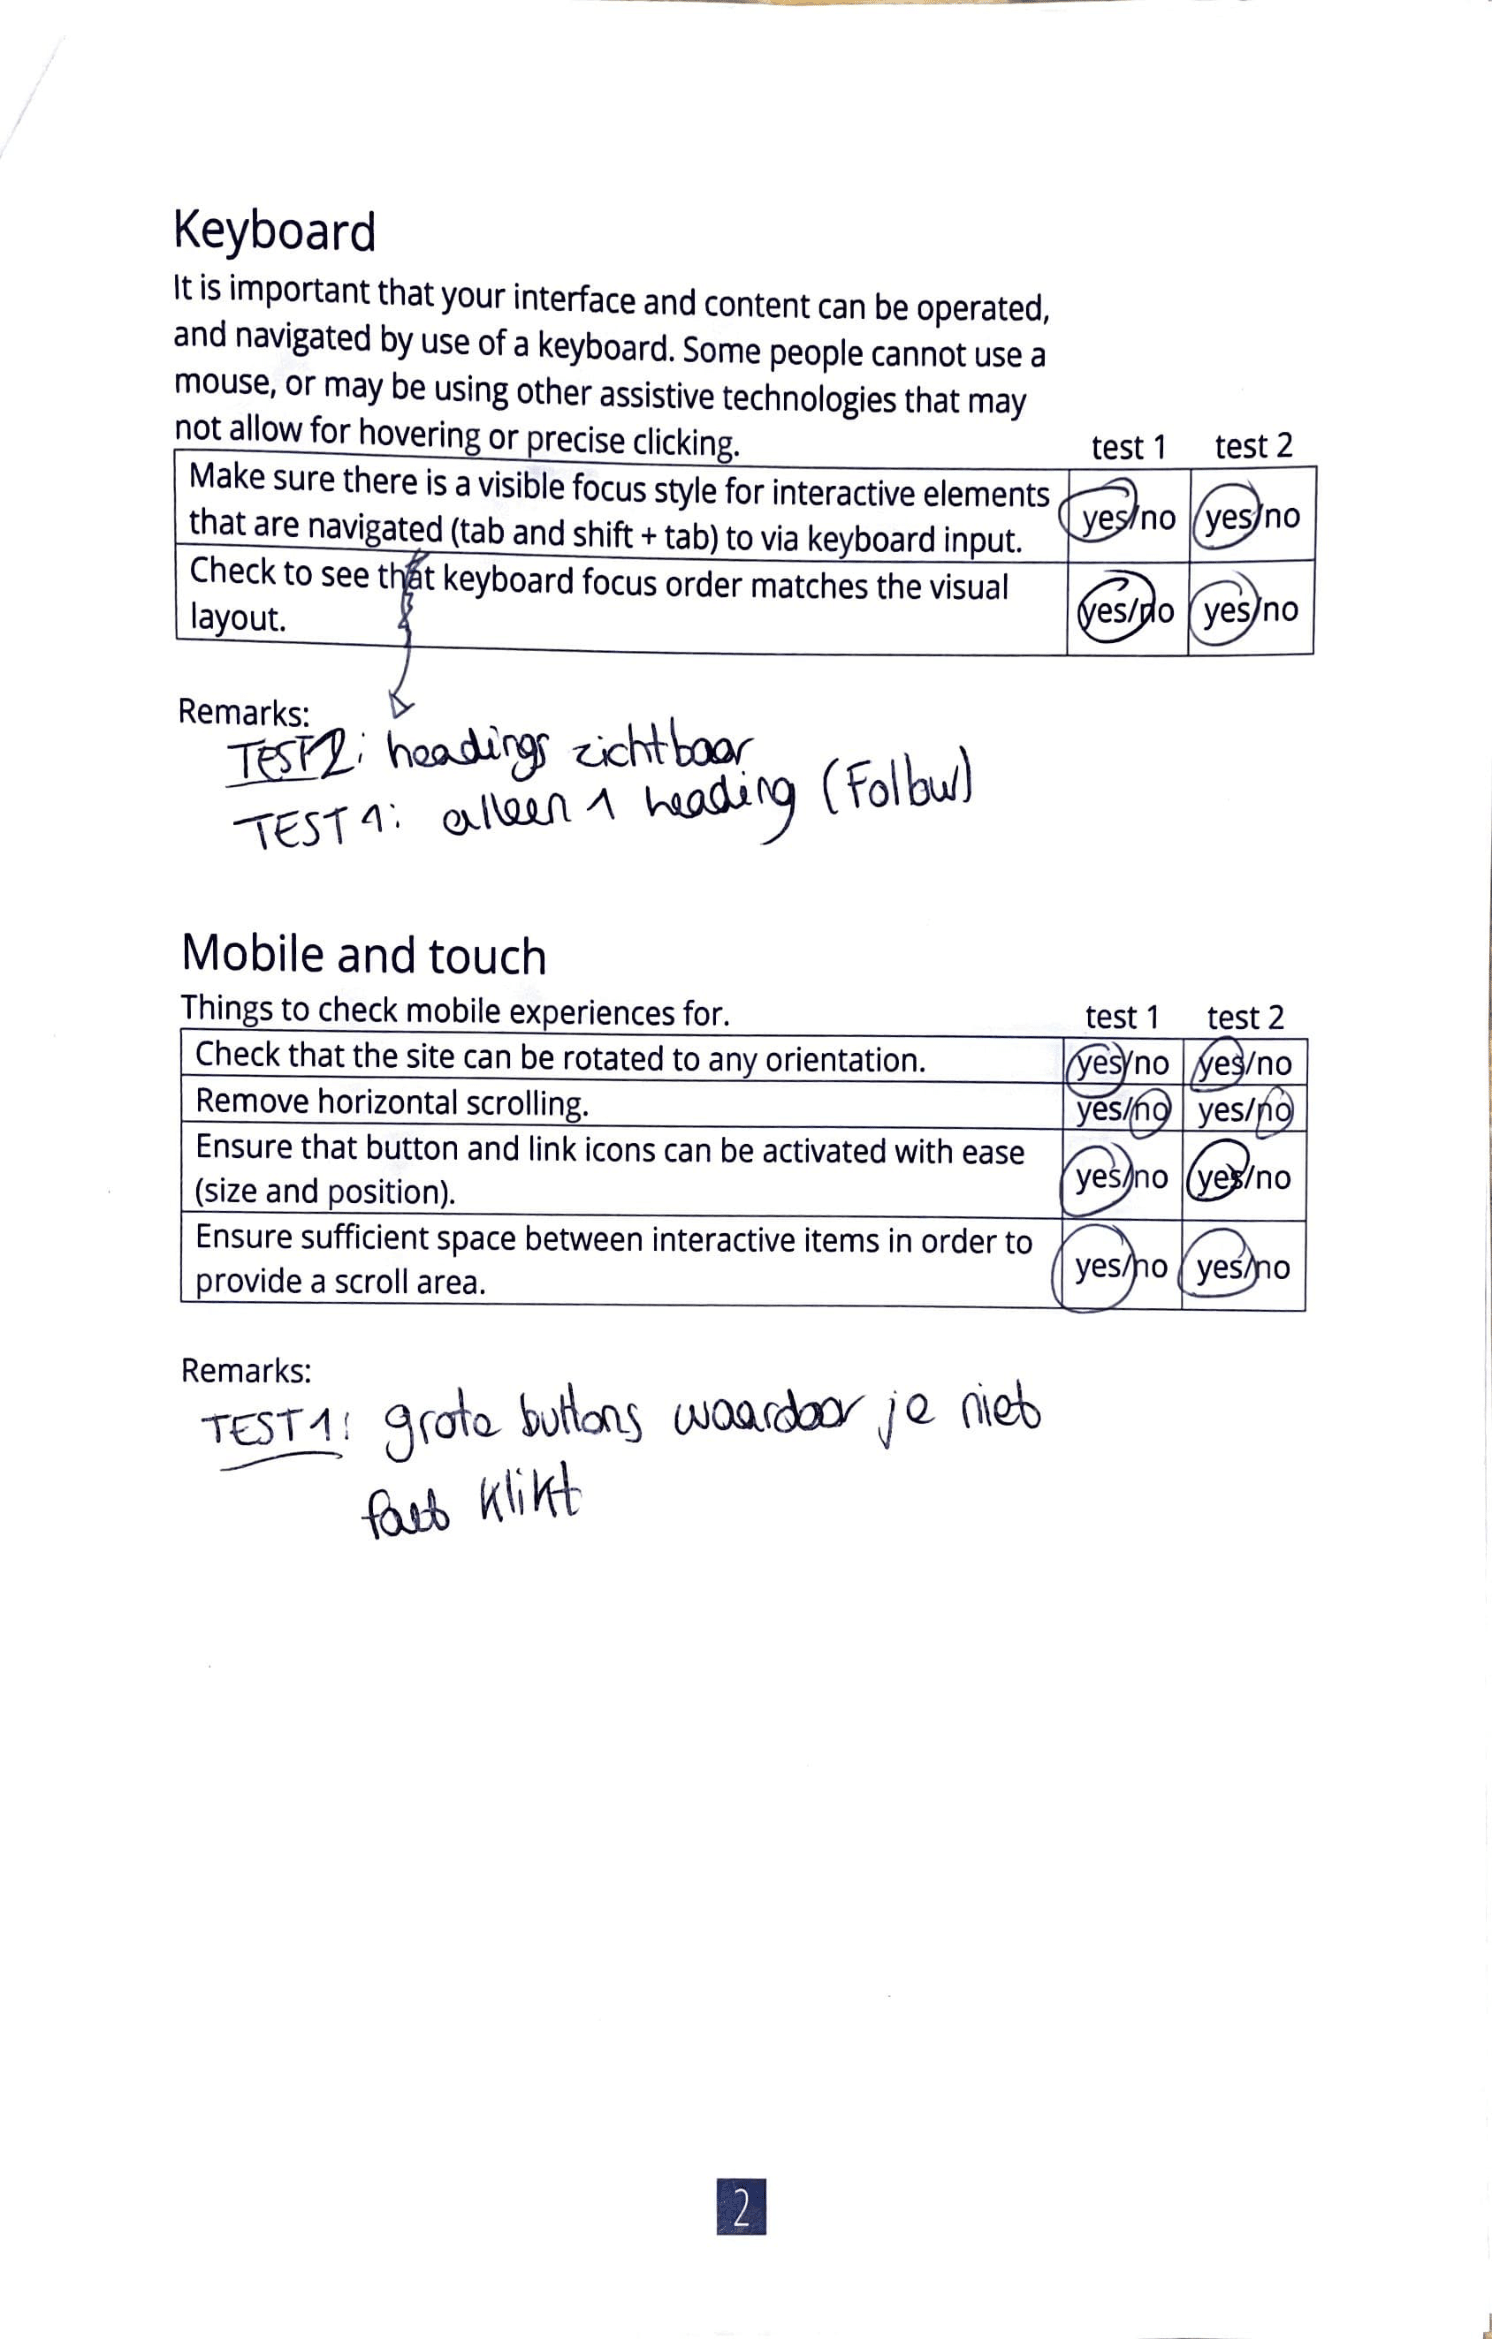 Keyboard
It is important that your interface and content can be operated,
and navigated by use of a keyboard. Some people cannot use a
mouse, or may be using other assistive technologies that may
not allow for hovering or precise clicking.
test 1 test 2
Make sure there is a visible focus style for interactive elements
that are navigated (tab and shift + tab) to via keyboard input.
yes/no yes/no
Check to see that keyboard focus order matches the visual
layout.
yes/no yes/no
Remarks:
TEST 2: headings zichtbaar
TEST 1: alleen 1 heading
Mobile and touch
Things to check mobile experiences for.
test 1 test 2
Check that the site can be rotated to any orientation. yes/no yes/no
Remove horizontal scrolling. yes/no yes/no
Ensure that button and link icons can be activated with ease
(size and position).
yes/no yes/no
Ensure sufficient space between interactive items in order to
provide a scroll area.
yes/no yes/no
Remarks:
TEST 1: grote buttons waardoor je niet
klikt
2